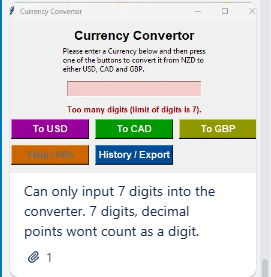 Currency Convertor
Currency Convertor
Please enter a Currency below and then press
one of the buttons to convert it from NZD to
either USD, CAD and GBP.
Too many digits (limit of digits is 7).
To USD To CAD To GBP
Help / Info History / Export
Can only input 7 digits into the
converter. 7 digits, decimal
points wont count as a digit.
1